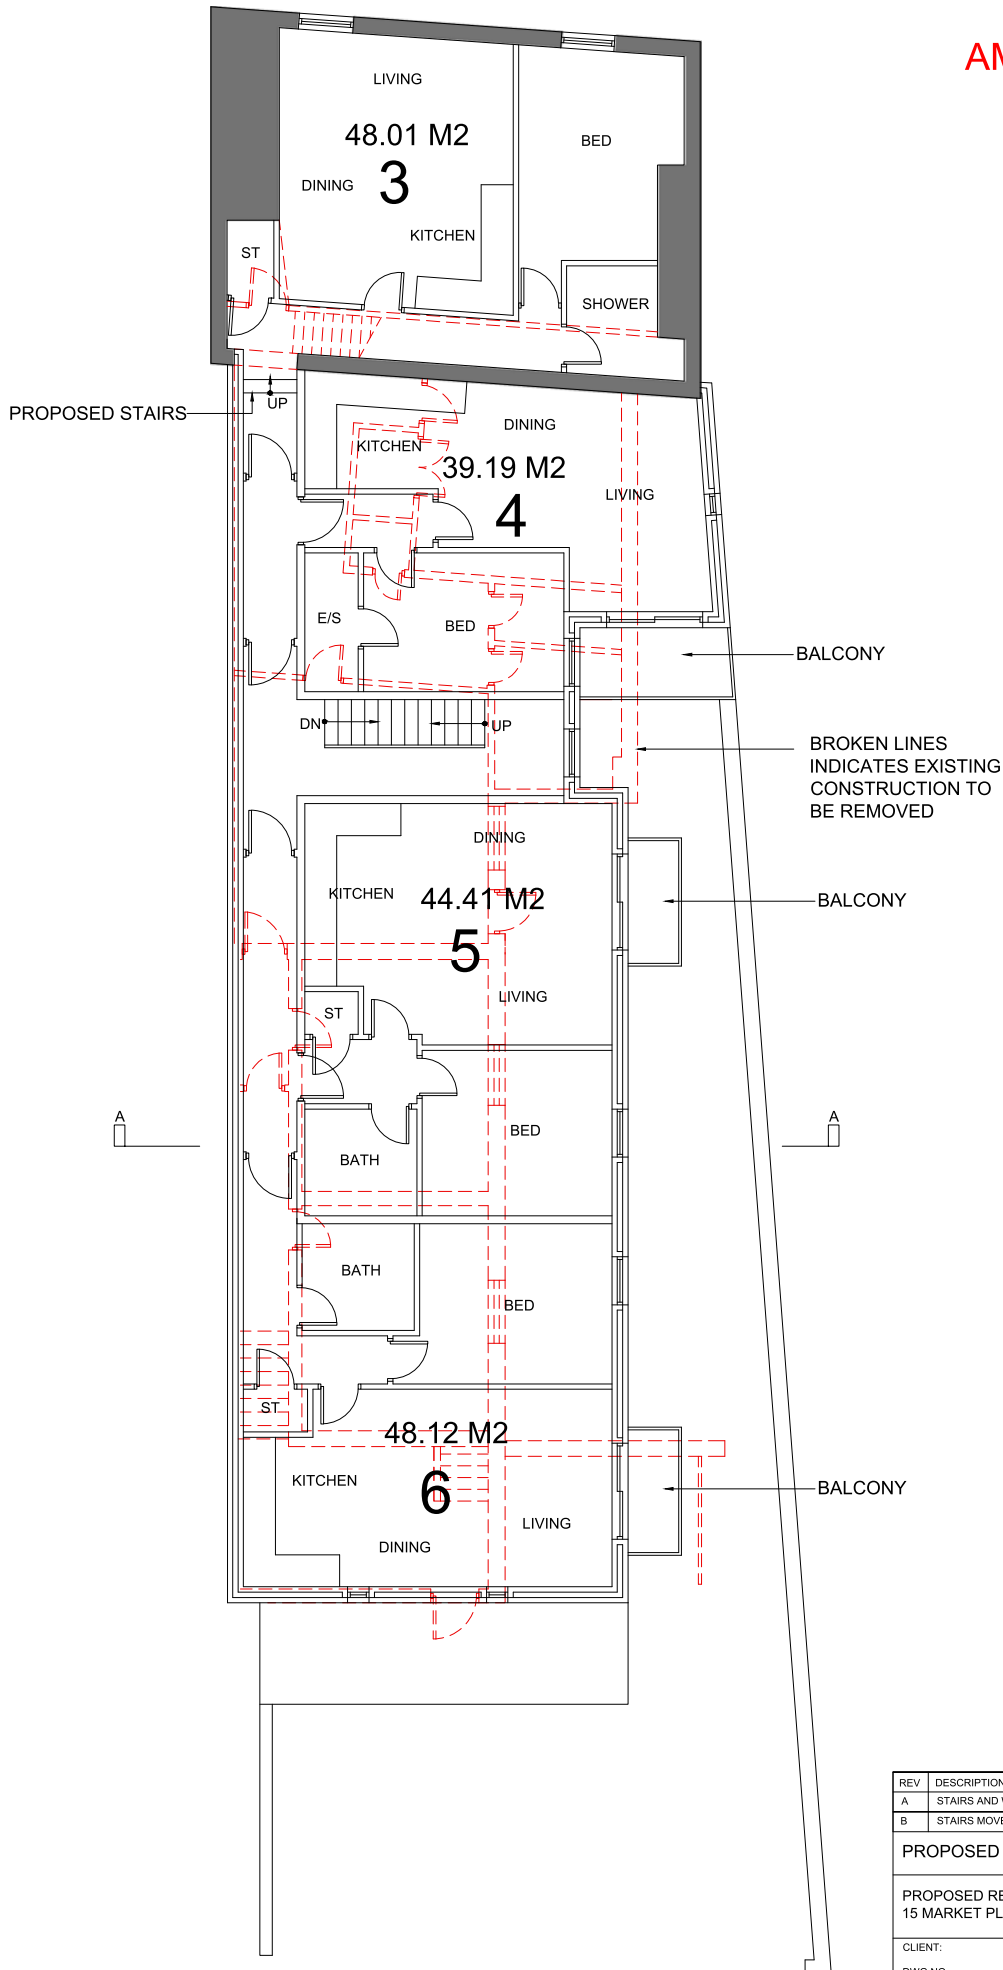 AM
LIVING
48.01 M2
BED
DINING
3
KITCHEN
ST
SHOWER
PROPOSED STAIRS
UP
DINING
KITCHEN
39.19 M2
LIVING
4
E/S
BED
BALCONY
DN
UP
BROKEN LINES
INDICATES EXISTING
CONSTRUCTION TO
BE REMOVED
DINING
KITCHEN
44.41 M2
BALCONY
5
LIVING
ST
A
A
BED
BATH
BATH
BED
ST
48.12 M2
KITCHEN
6
BALCONY
LIVING
DINING
REV DESCRIPTION
A STAIRS AND
B STAIRS MOVE
PROPOSED
PROPOSED RE
15 MARKET PL
CLIENT: